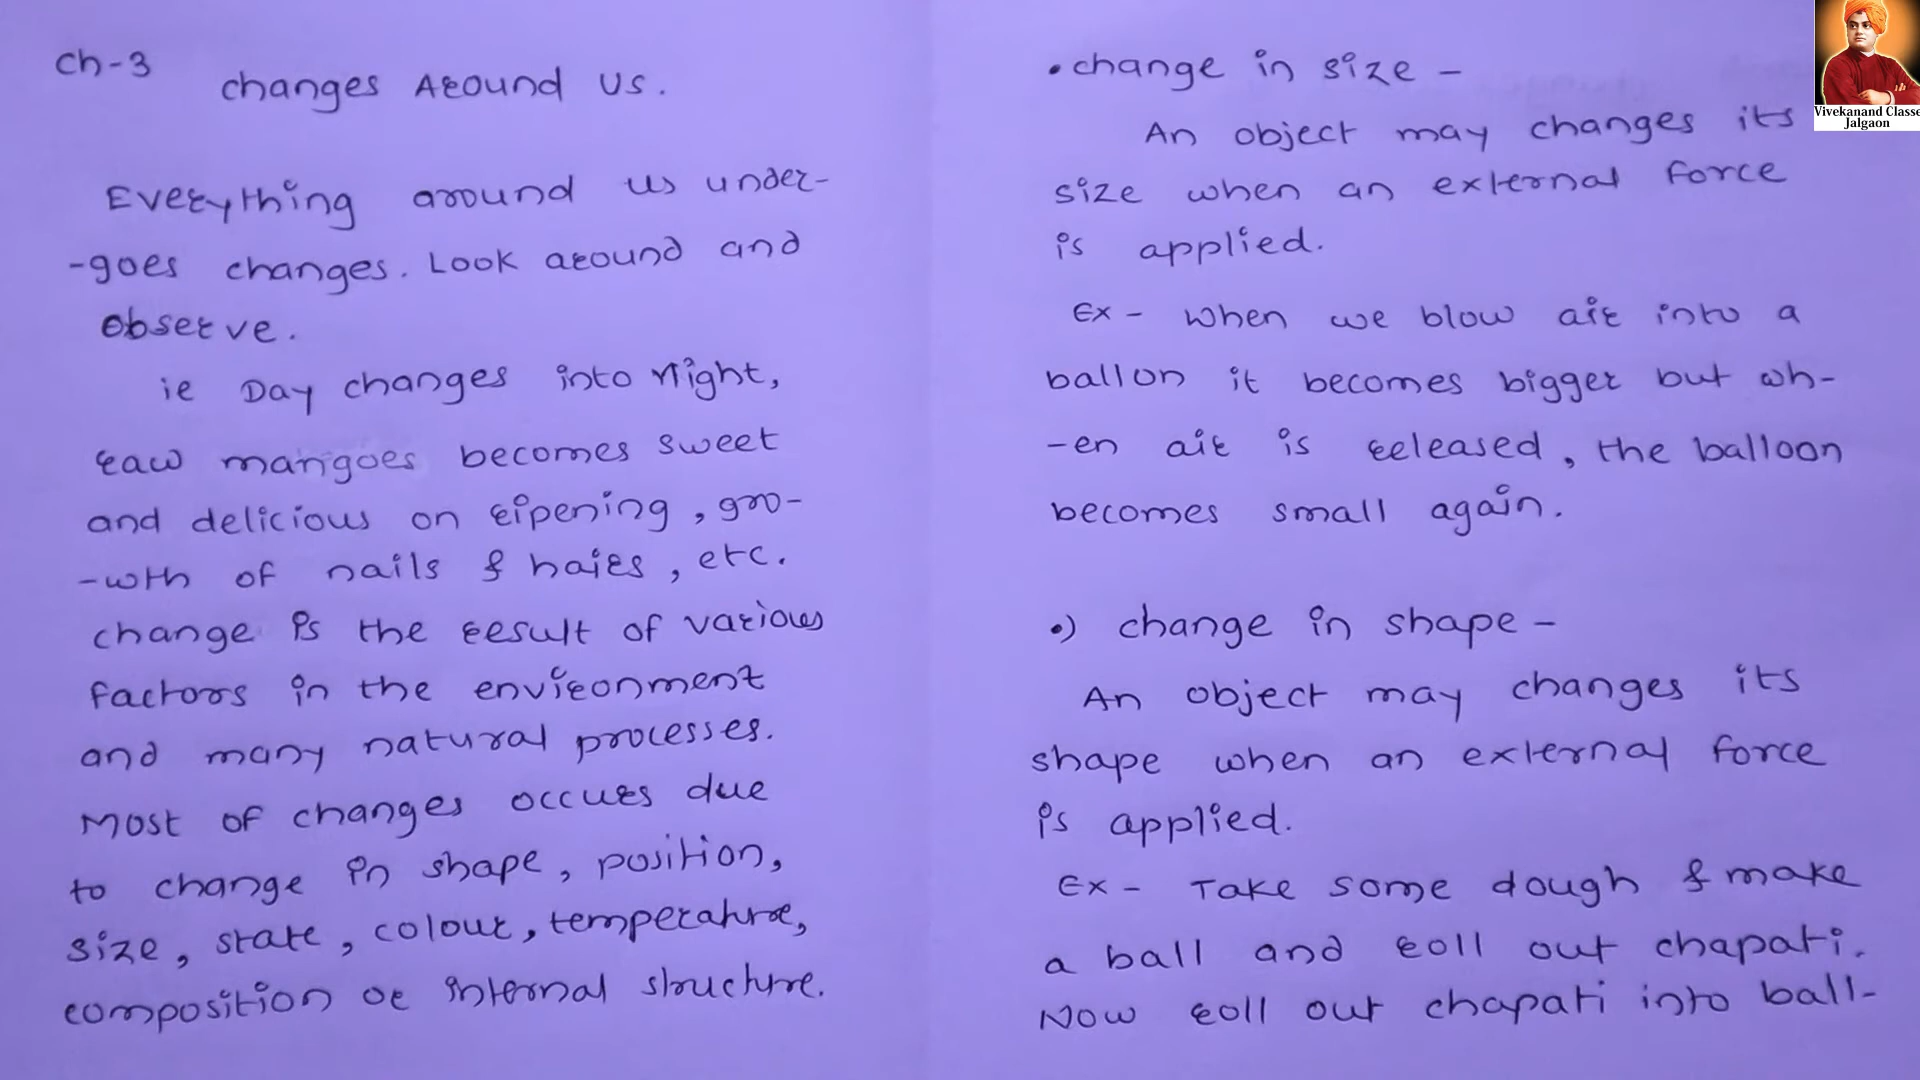 Ch-3
changes Around Us.
Everything around us under-
-goes changes. Look around and
observe.
ie Day changes into Night,
raw mangoes becomes sweet
and delicious on ripening, gro-
-wth of nails & hairs, etc.
change is the result of various
factors in the environment
and many natural processes.
Most of changes occurs due
to change in shape, position,
size, state, colour, temperature,
composition or internal structure.
• change in size -
An object may changes its
size when an external force
is applied.
Ex - when we blow air into a
ballon it becomes bigger but wh-
-en air is released, the balloon
becomes small again.
•) change in shape -
An object may changes its
shape when an external force
is applied.
Ex - Take some dough & make
a ball and roll out chapati.
Now roll out chapati into ball-
Vivekanand Classe
Jalgaon